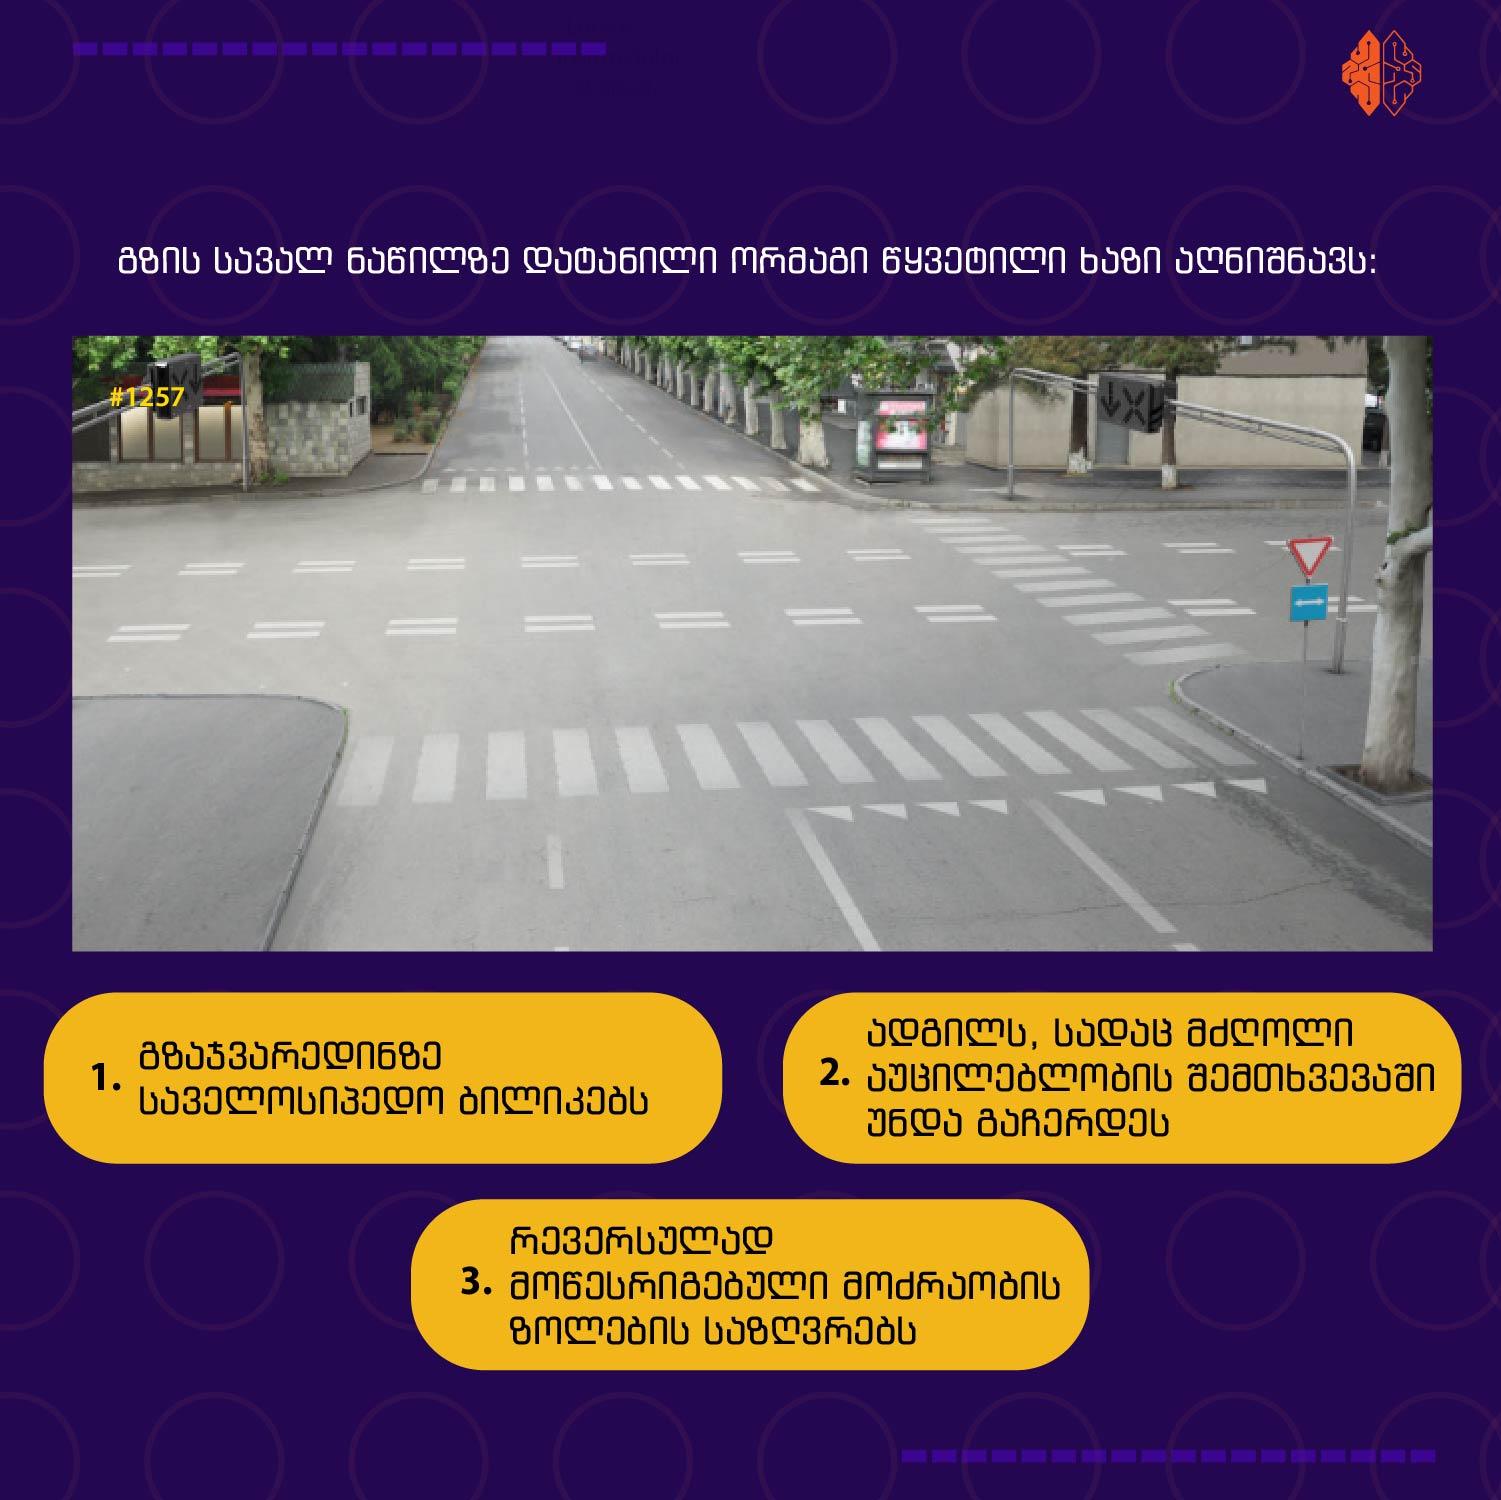 გზის სავალ ნაწილზე დატანილი ორმაგი წყვეტილი ხაზი აღნიშნავს:
#1257
1. გზაჯვარედინზე
საველოსიპედო ბილიკებს
2. ადგილს, სადაც მძღოლი
აუცილებლობის შემთხვევაში
უნდა გაჩერდეს
3. რევერსულად
მოწესრიგებული მოძრაობის
ზოლების საზღვრებს